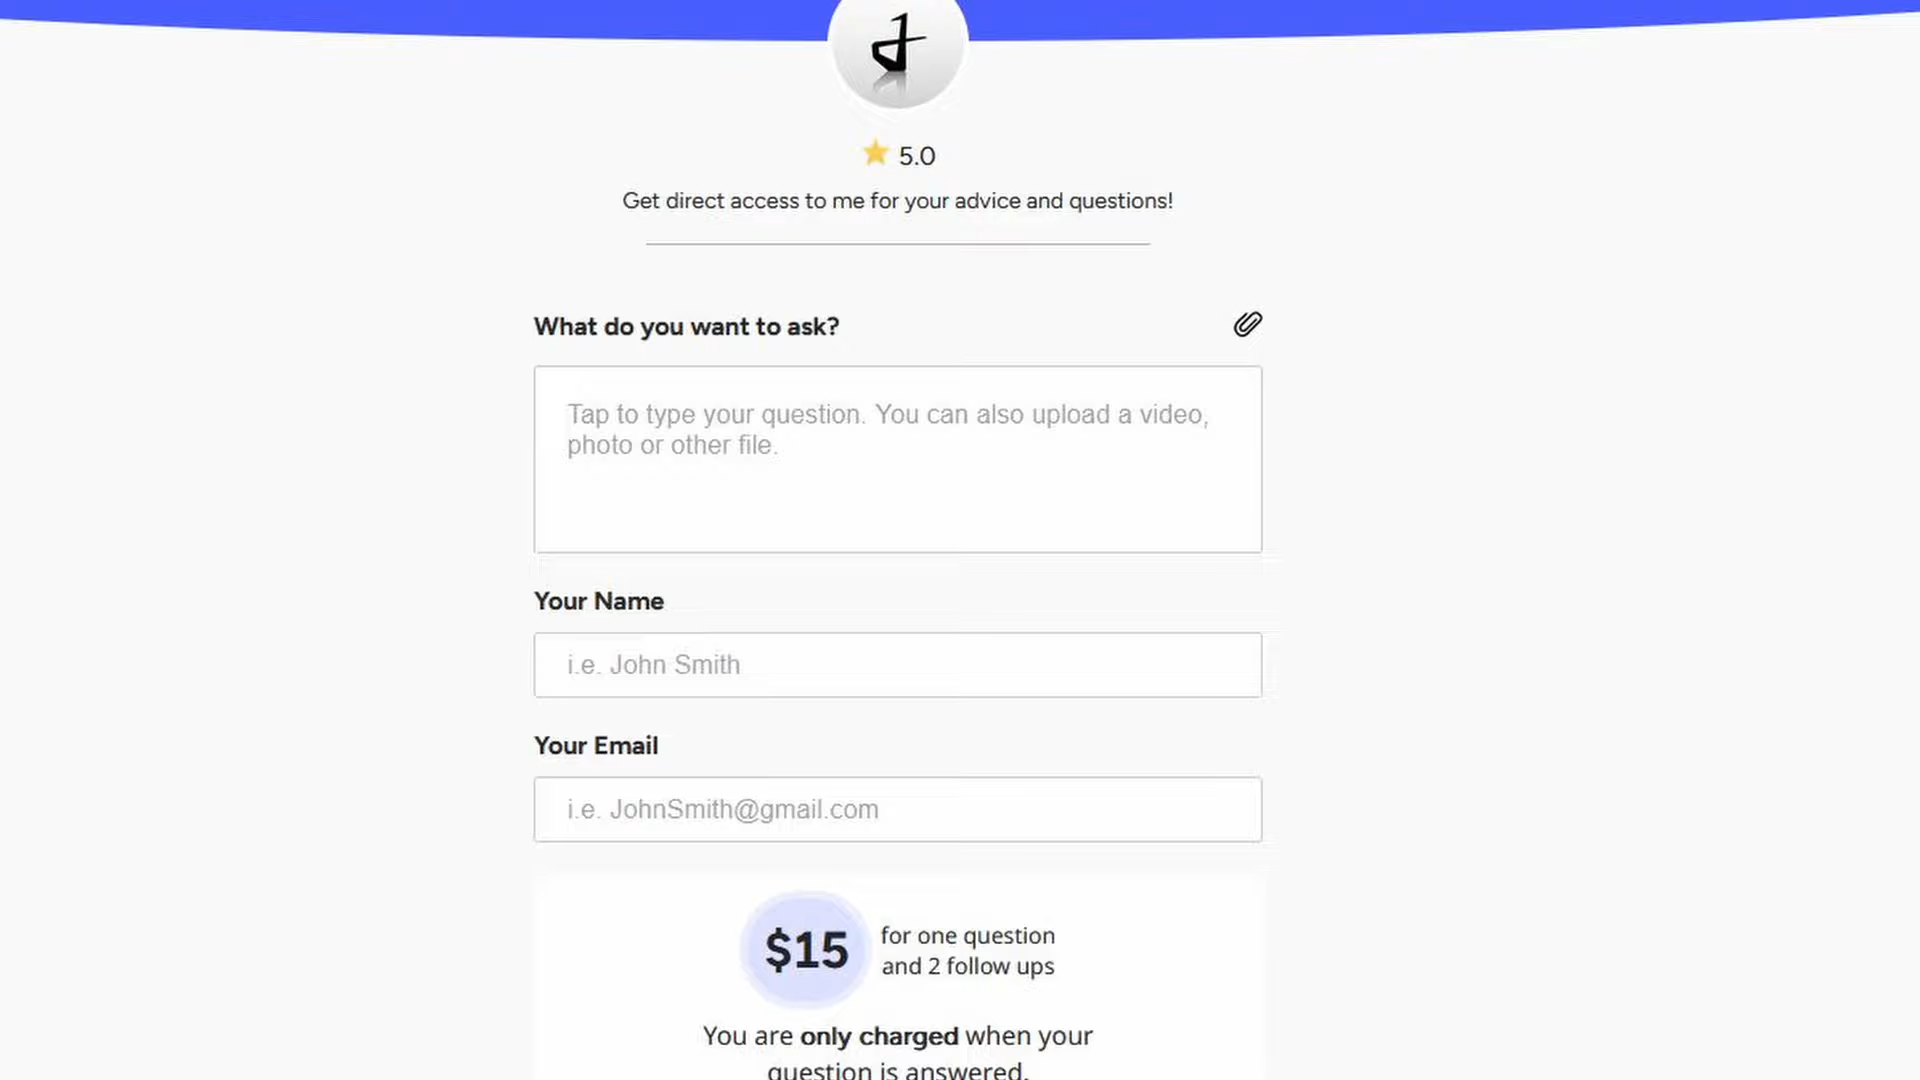 5.0
Get direct access to me for your advice and questions!
What do you want to ask?
Tap to type your question. You can also upload a video,
photo or other file.
Your Name
i.e. John Smith
Your Email
i.e. JohnSmith@gmail.com
$15
for one question
and 2 follow ups
You are only charged when your
question is answered.